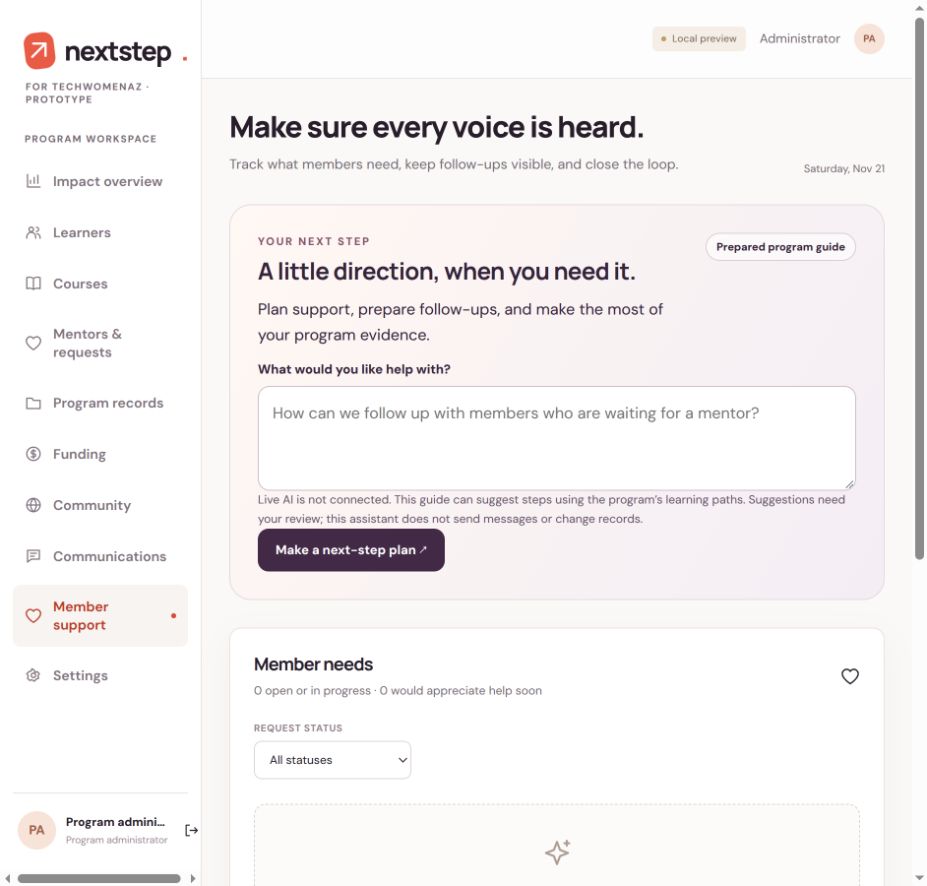 nextstep.
FOR TECHWOMENAZ ·
PROTOTYPE
PROGRAM WORKSPACE
Impact overview
Learners
Courses
Mentors &
requests
Program records
Funding
Community
Communications
Member
support
Settings
PA
Program admini...
Program administrator
Local preview
Administrator
PA
Make sure every voice is heard.
Track what members need, keep follow-ups visible, and close the loop.
Saturday, Nov 21
YOUR NEXT STEP
Prepared program guide
A little direction, when you need it.
Plan support, prepare follow-ups, and make the most of
your program evidence.
What would you like help with?
How can we follow up with members who are waiting for a mentor?
Live AI is not connected. This guide can suggest steps using the program's learning paths. Suggestions need
your review; this assistant does not send messages or change records.
Make a next-step plan ↗
Member needs
0 open or in progress · 0 would appreciate help soon
REQUEST STATUS
All statuses